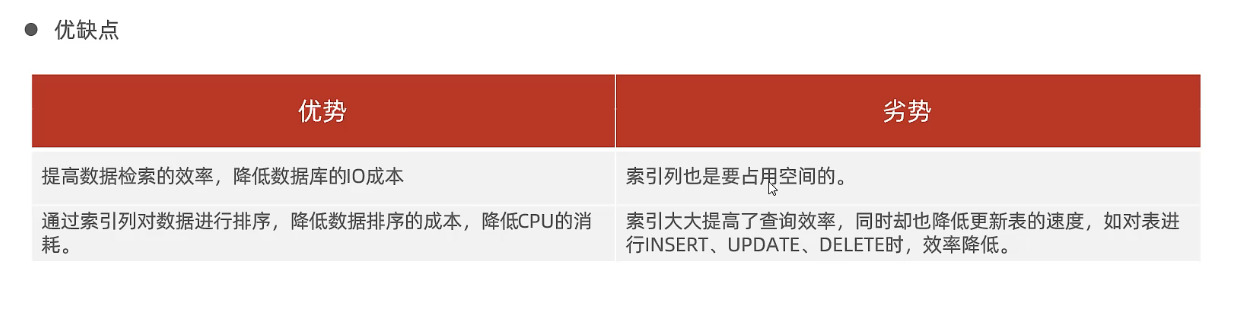 优缺点
优势
劣势
提高数据检索的效率，降低数据库的IO成本
索引列也是要占用空间的。
通过索引列对数据进行排序，降低数据排序的成本，降低CPU的消
耗。
索引大大提高了查询效率，同时却也降低更新表的速度，如对表进
行INSERT、UPDATE、DELETE时，效率降低。